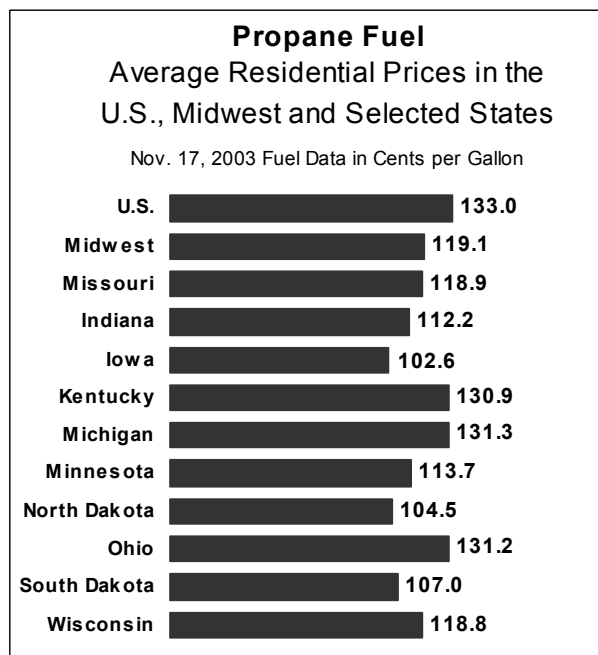 Propane Fuel
Average Residential Prices in the
U.S., Midwest and Selected States
Nov. 17, 2003 Fuel Data in Cents per Gallon
U.S. 133.0
Midwest 119.1
Missouri 118.9
Indiana 112.2
Iowa 102.6
Kentucky 130.9
Michigan 131.3
Minnesota 113.7
North Dakota 104.5
Ohio 131.2
South Dakota 107.0
Wisconsin 118.8